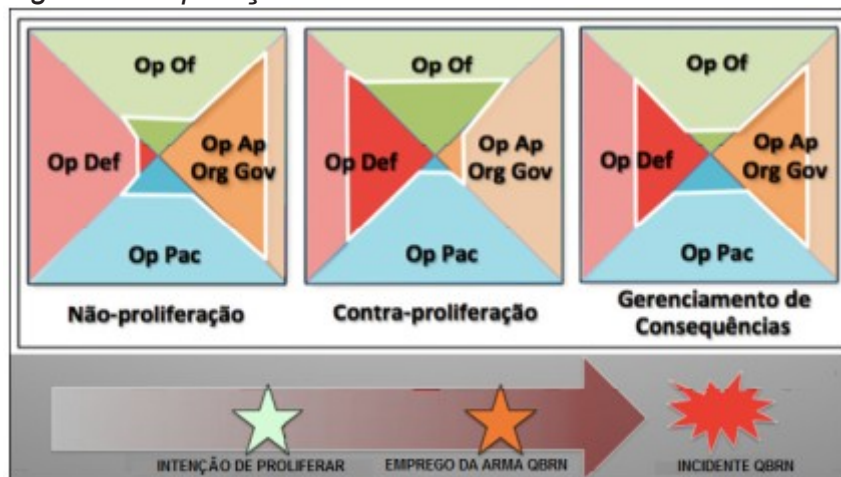 Op Of
Op Def
Op Ap
Org Gov
Op Pac
Não-proliferação
Op Of
Op Def
Op Ap
Org Gov
Op Pac
Contra-proliferação
Op Of
Op Def
Op Ap
Org Gov
Op Pac
Gerenciamento de
Consequências
INTENÇÃO DE PROLIFERAR
EMPREGO DA ARMA QBRN
INCIDENTE QBRN